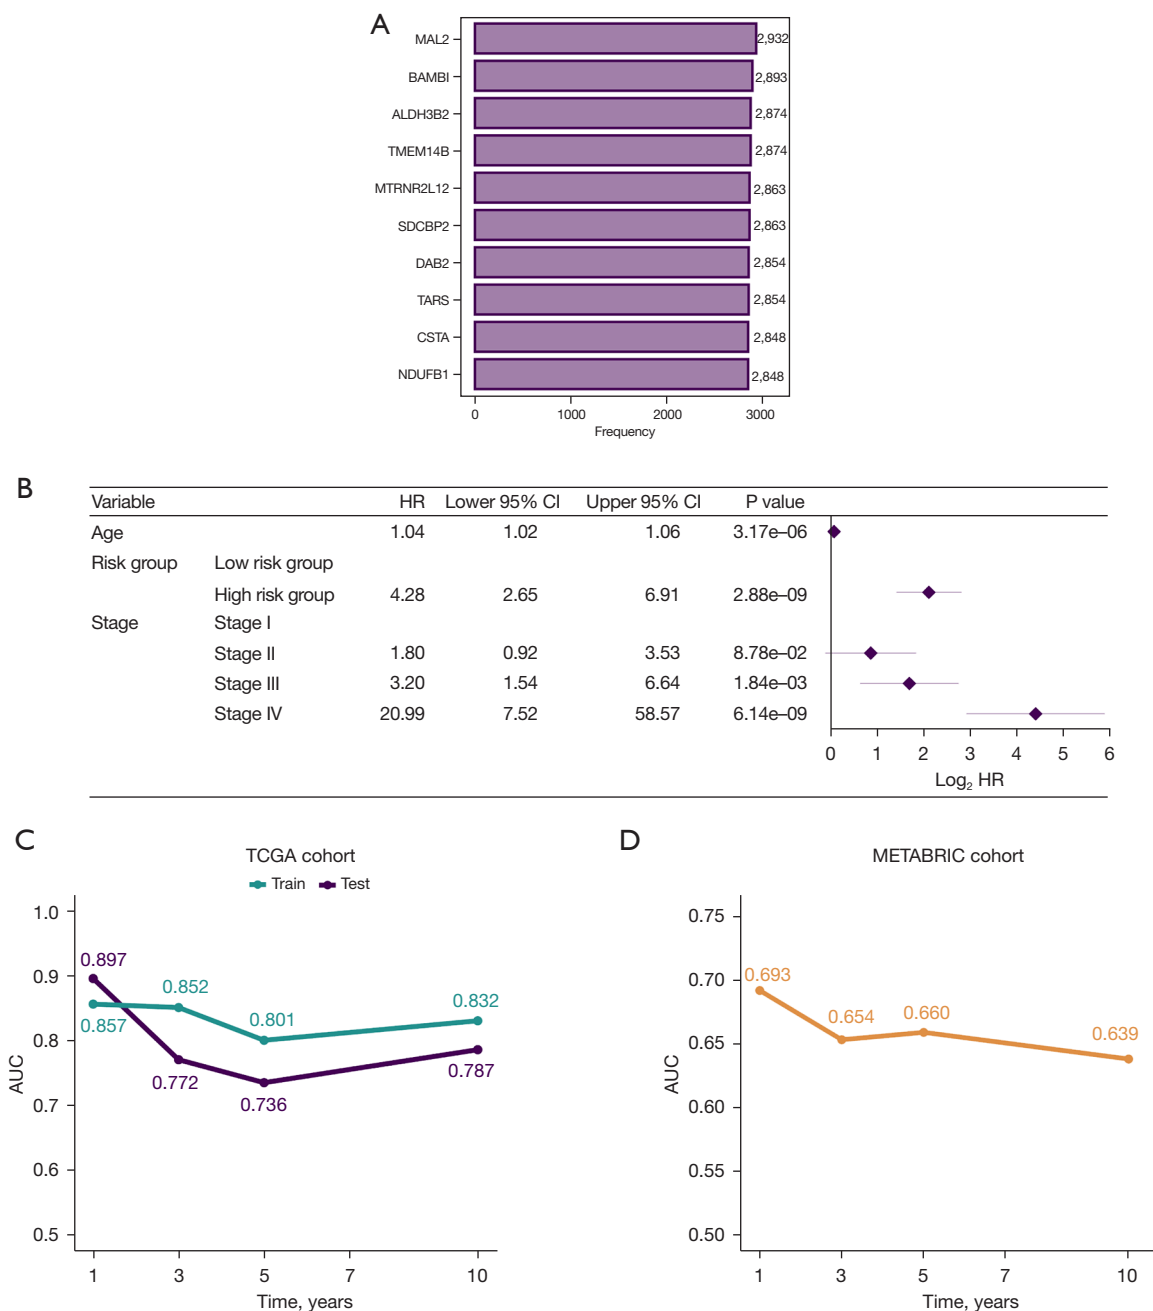 A
MAL2 2,932
BAMBI 2,893
ALDH3B2 2,874
TMEM14B 2,874
MTRNR2L12 2,863
SDCBP2 2,863
DAB2 2,854
TARS 2,854
CSTA 2,848
NDUFB1 2,848
0 1000 2000 3000
Frequency
B
Variable HR Lower 95% CI Upper 95% CI P value
Age 1.04 1.02 1.06 3.17e–06
Risk group Low risk group
High risk group 4.28 2.65 6.91 2.88e–09
Stage Stage I
Stage II 1.80 0.92 3.53 8.78e–02
Stage III 3.20 1.54 6.64 1.84e–03
Stage IV 20.99 7.52 58.57 6.14e–09
0 1 2 3 4 5 6
Log₂ HR
C
TCGA cohort
Train Test
1.0
0.9
0.8
0.7
0.6
0.5
AUC
0.897
0.857
0.852
0.772
0.801
0.736
0.832
0.787
1 3 5 7 10
Time, years
D
METABRIC cohort
0.75
0.70
0.65
0.60
0.55
0.50
AUC
0.693
0.654
0.660
0.639
1 3 5 7 10
Time, years